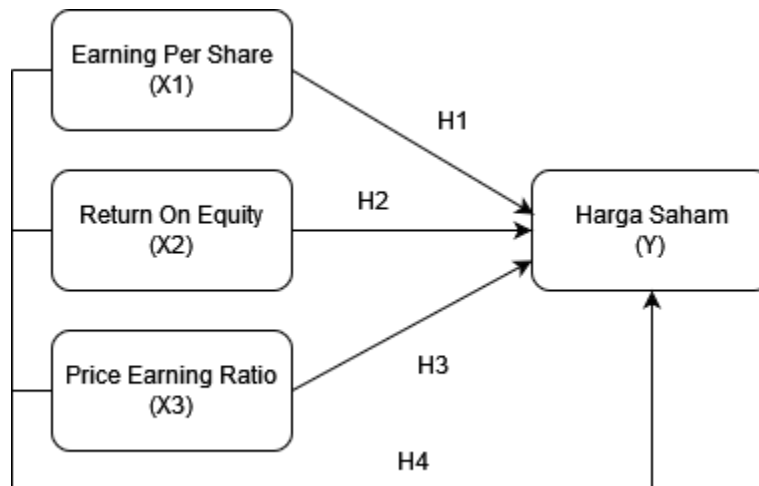 Earning Per Share
(X1)
H1
Return On Equity
(X2)
H2
Harga Saham
(Y)
Price Earning Ratio
(X3)
H3
H4